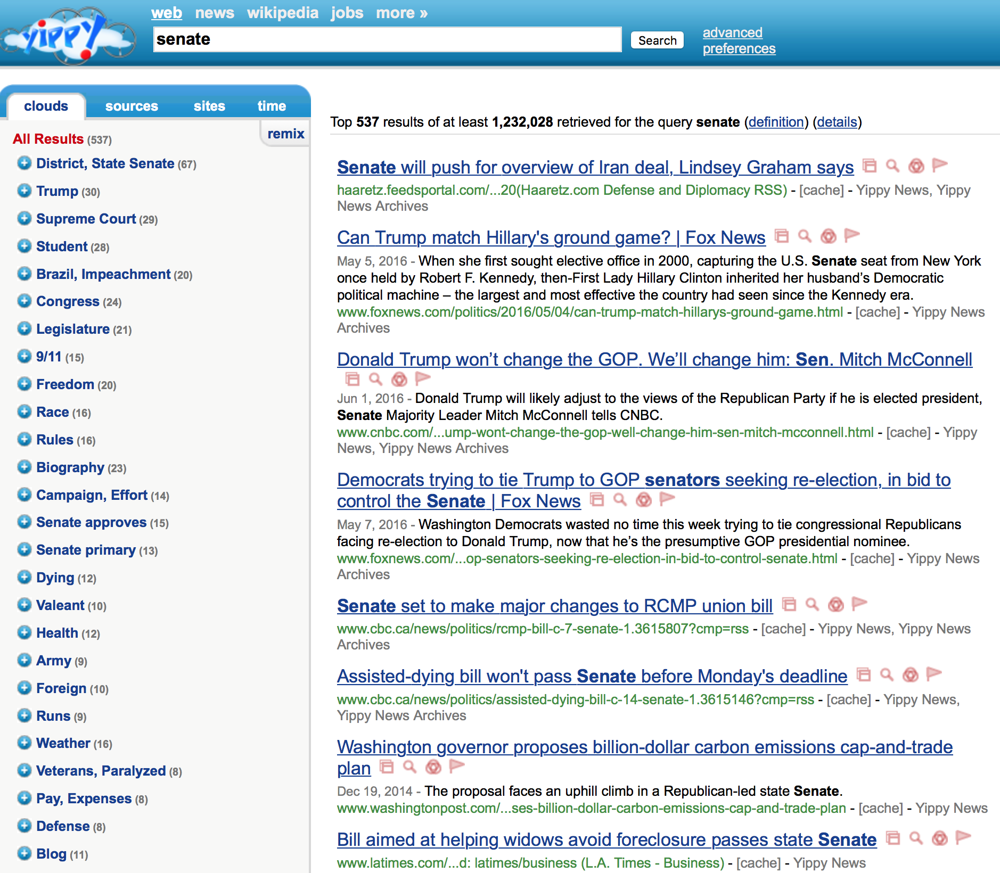 yippy!
web news wikipedia jobs more »
senate
Search
advanced
preferences
clouds sources sites time
remix
All Results (537)
District, State Senate (67)
Trump (30)
Supreme Court (29)
Student (28)
Brazil, Impeachment (20)
Congress (24)
Legislature (21)
9/11 (15)
Freedom (20)
Race (16)
Rules (16)
Biography (23)
Campaign, Effort (14)
Senate approves (15)
Senate primary (13)
Dying (12)
Valeant (10)
Health (12)
Army (9)
Foreign (10)
Runs (9)
Weather (16)
Veterans, Paralyzed (8)
Pay, Expenses (8)
Defense (8)
Blog (11)
Top 537 results of at least 1,232,028 retrieved for the query senate (definition) (details)
Senate will push for overview of Iran deal, Lindsey Graham says
haaretz.feedsportal.com/...20(Haaretz.com Defense and Diplomacy RSS) - [cache] - Yippy News, Yippy
News Archives
Can Trump match Hillary's ground game? | Fox News
May 5, 2016 - When she first sought elective office in 2000, capturing the U.S. Senate seat from New York
once held by Robert F. Kennedy, then-First Lady Hillary Clinton inherited her husband’s Democratic
political machine – the largest and most effective the country had seen since the Kennedy era.
www.foxnews.com/politics/2016/05/04/can-trump-match-hillarys-ground-game.html - [cache] - Yippy News
Archives
Donald Trump won’t change the GOP. We’ll change him: Sen. Mitch McConnell
Jun 1, 2016 - Donald Trump will likely adjust to the views of the Republican Party if he is elected president,
Senate Majority Leader Mitch McConnell tells CNBC.
www.cnbc.com/...ump-wont-change-the-gop-well-change-him-sen-mitch-mcconnell.html - [cache] - Yippy
News, Yippy News Archives
Democrats trying to tie Trump to GOP senators seeking re-election, in bid to
control the Senate | Fox News
May 7, 2016 - Washington Democrats wasted no time this week trying to tie congressional Republicans
facing re-election to Donald Trump, now that he’s the presumptive GOP presidential nominee.
www.foxnews.com/...op-senators-seeking-re-election-in-bid-to-control-senate.html - [cache] - Yippy News
Archives
Senate set to make major changes to RCMP union bill
www.cbc.ca/news/politics/rcmp-bill-c-7-senate-1.3615807?cmp=rss - [cache] - Yippy News, Yippy News
Archives
Assisted-dying bill won't pass Senate before Monday's deadline
www.cbc.ca/news/politics/assisted-dying-bill-c-14-senate-1.3615146?cmp=rss - [cache] - Yippy News,
Yippy News Archives
Washington governor proposes billion-dollar carbon emissions cap-and-trade
plan
Dec 19, 2014 - The proposal faces an uphill climb in a Republican-led state Senate.
www.washingtonpost.com/...ses-billion-dollar-carbon-emissions-cap-and-trade-plan - [cache] - Yippy News
Bill aimed at helping widows avoid foreclosure passes state Senate
www.latimes.com/...d: latimes/business (L.A. Times - Business) - [cache] - Yippy News